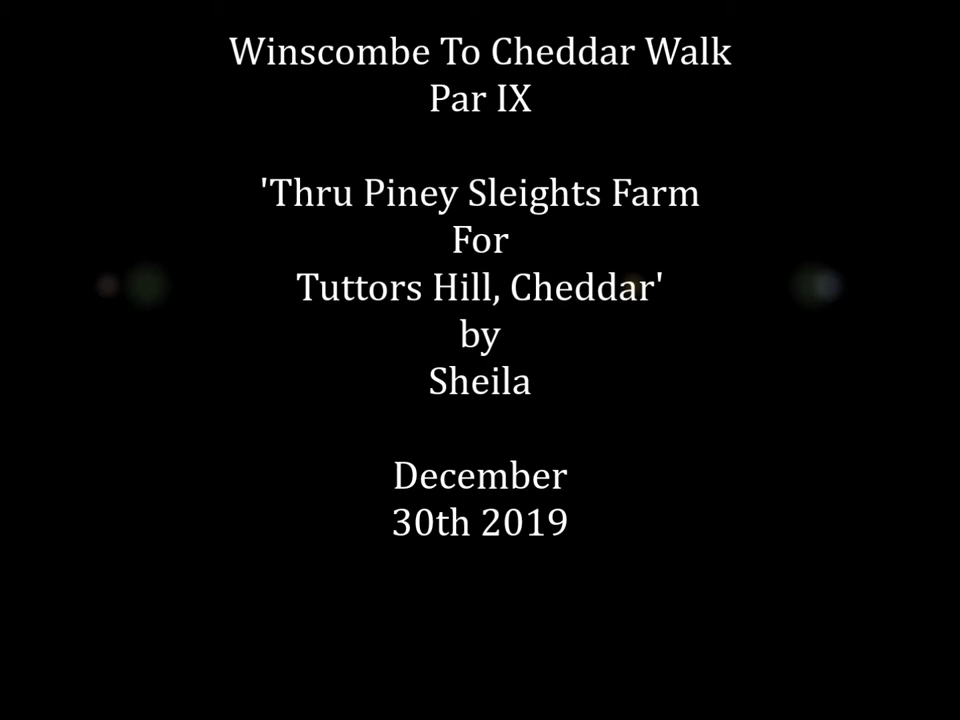 Winscombe To Cheddar Walk
Par IX
'Thru Piney Sleights Farm
For
Tuttors Hill, Cheddar'
by
Sheila
December
30th 2019